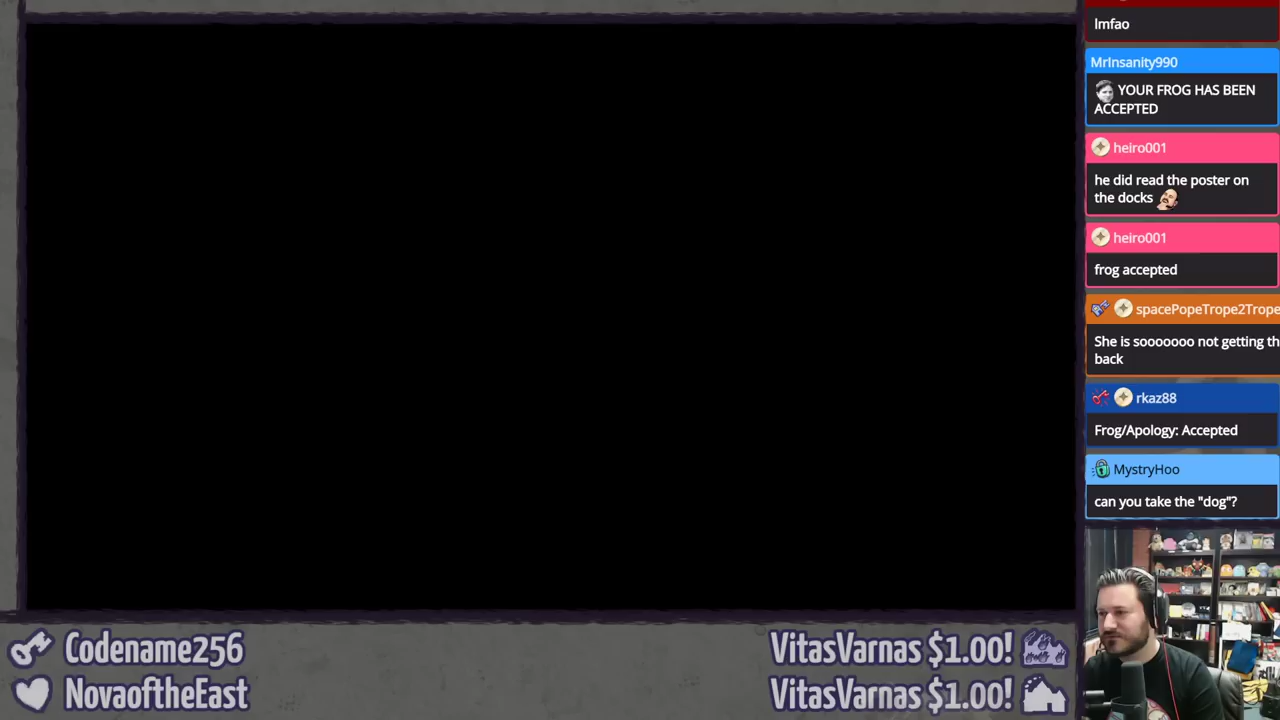 lmfao
MrInsanity990
YOUR FROG HAS BEEN
ACCEPTED
heiro001
he did read the poster on
the docks
heiro001
frog accepted
spacePopeTrope2Trope
She is sooooooo not getting th
back
rkaz88
Frog/Apology: Accepted
MystryHoo
can you take the "dog"?
Codename256
VitasVarnas $1.00!
NovaoftheEast
VitasVarnas $1.00!